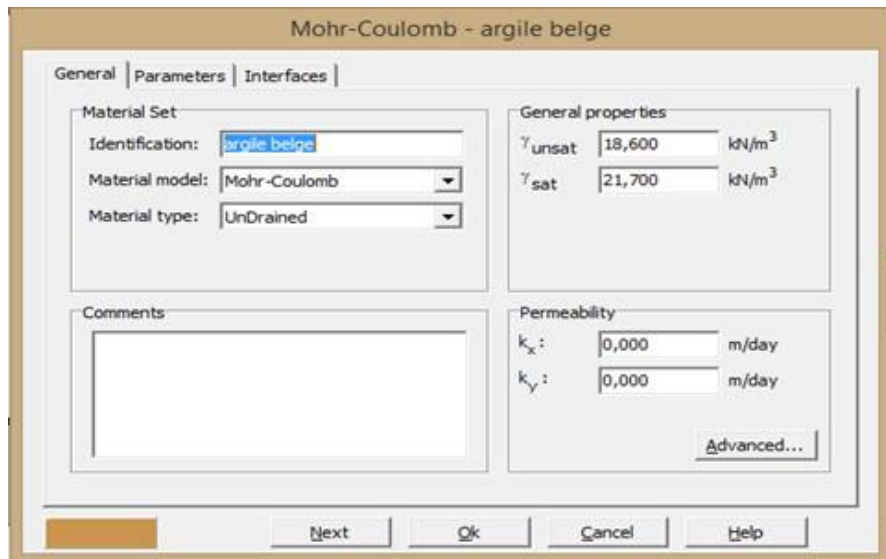 Mohr-Coulomb - argile belge
General Parameters Interfaces
Material Set
Identification: argile belge
Material model: Mohr-Coulomb
Material type: UnDrained
General properties
γunsat 18,600 kN/m³
γsat 21,700 kN/m³
Comments
Permeability
kx: 0,000 m/day
ky: 0,000 m/day
Advanced...
Next Ok Cancel Help